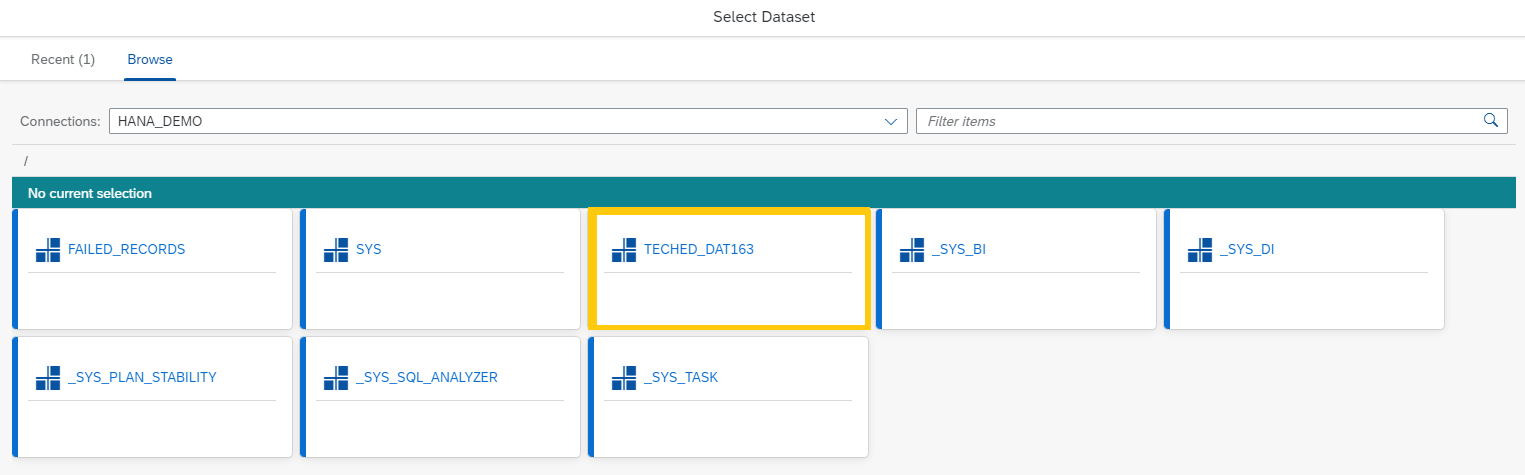 Select Dataset
Recent (1) Browse
Connections: HANA_DEMO Filter items
/
No current selection
FAILED_RECORDS SYS TECHED_DAT163 _SYS_BI _SYS_DI
_SYS_PLAN_STABILITY _SYS_SQL_ANALYZER _SYS_TASK